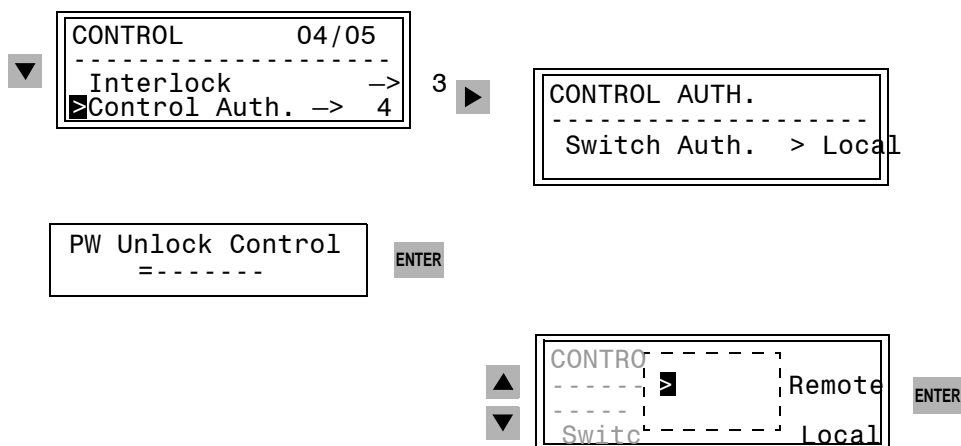 CONTROL 04/05
--------------------
Interlock —> 3
>Control Auth. —> 4
CONTROL AUTH.
--------------------
Switch Auth. > Local
PW Unlock Control
=-------
ENTER
CONTRO
------ > Remote
-----
Switc Local
ENTER